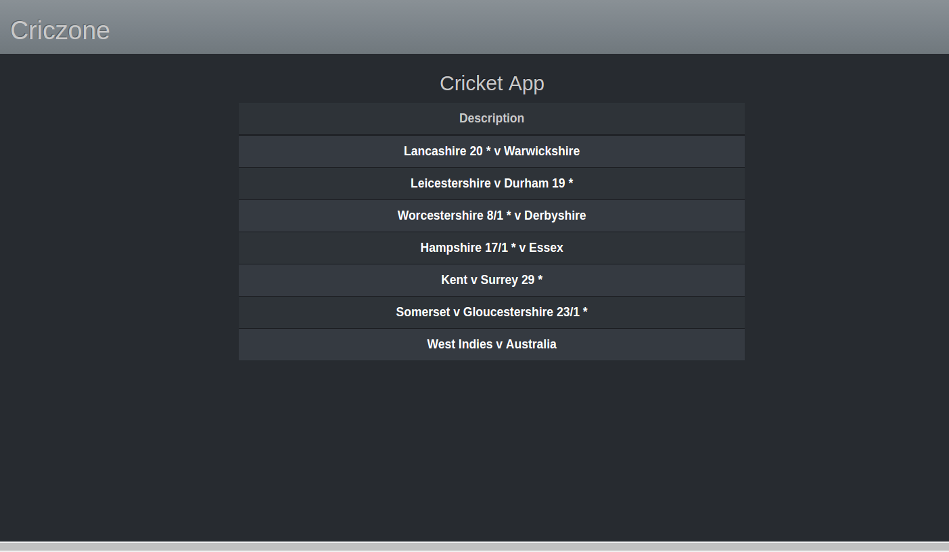 Criczone
Cricket App
Description
Lancashire 20 * v Warwickshire
Leicestershire v Durham 19 *
Worcestershire 8/1 * v Derbyshire
Hampshire 17/1 * v Essex
Kent v Surrey 29 *
Somerset v Gloucestershire 23/1 *
West Indies v Australia